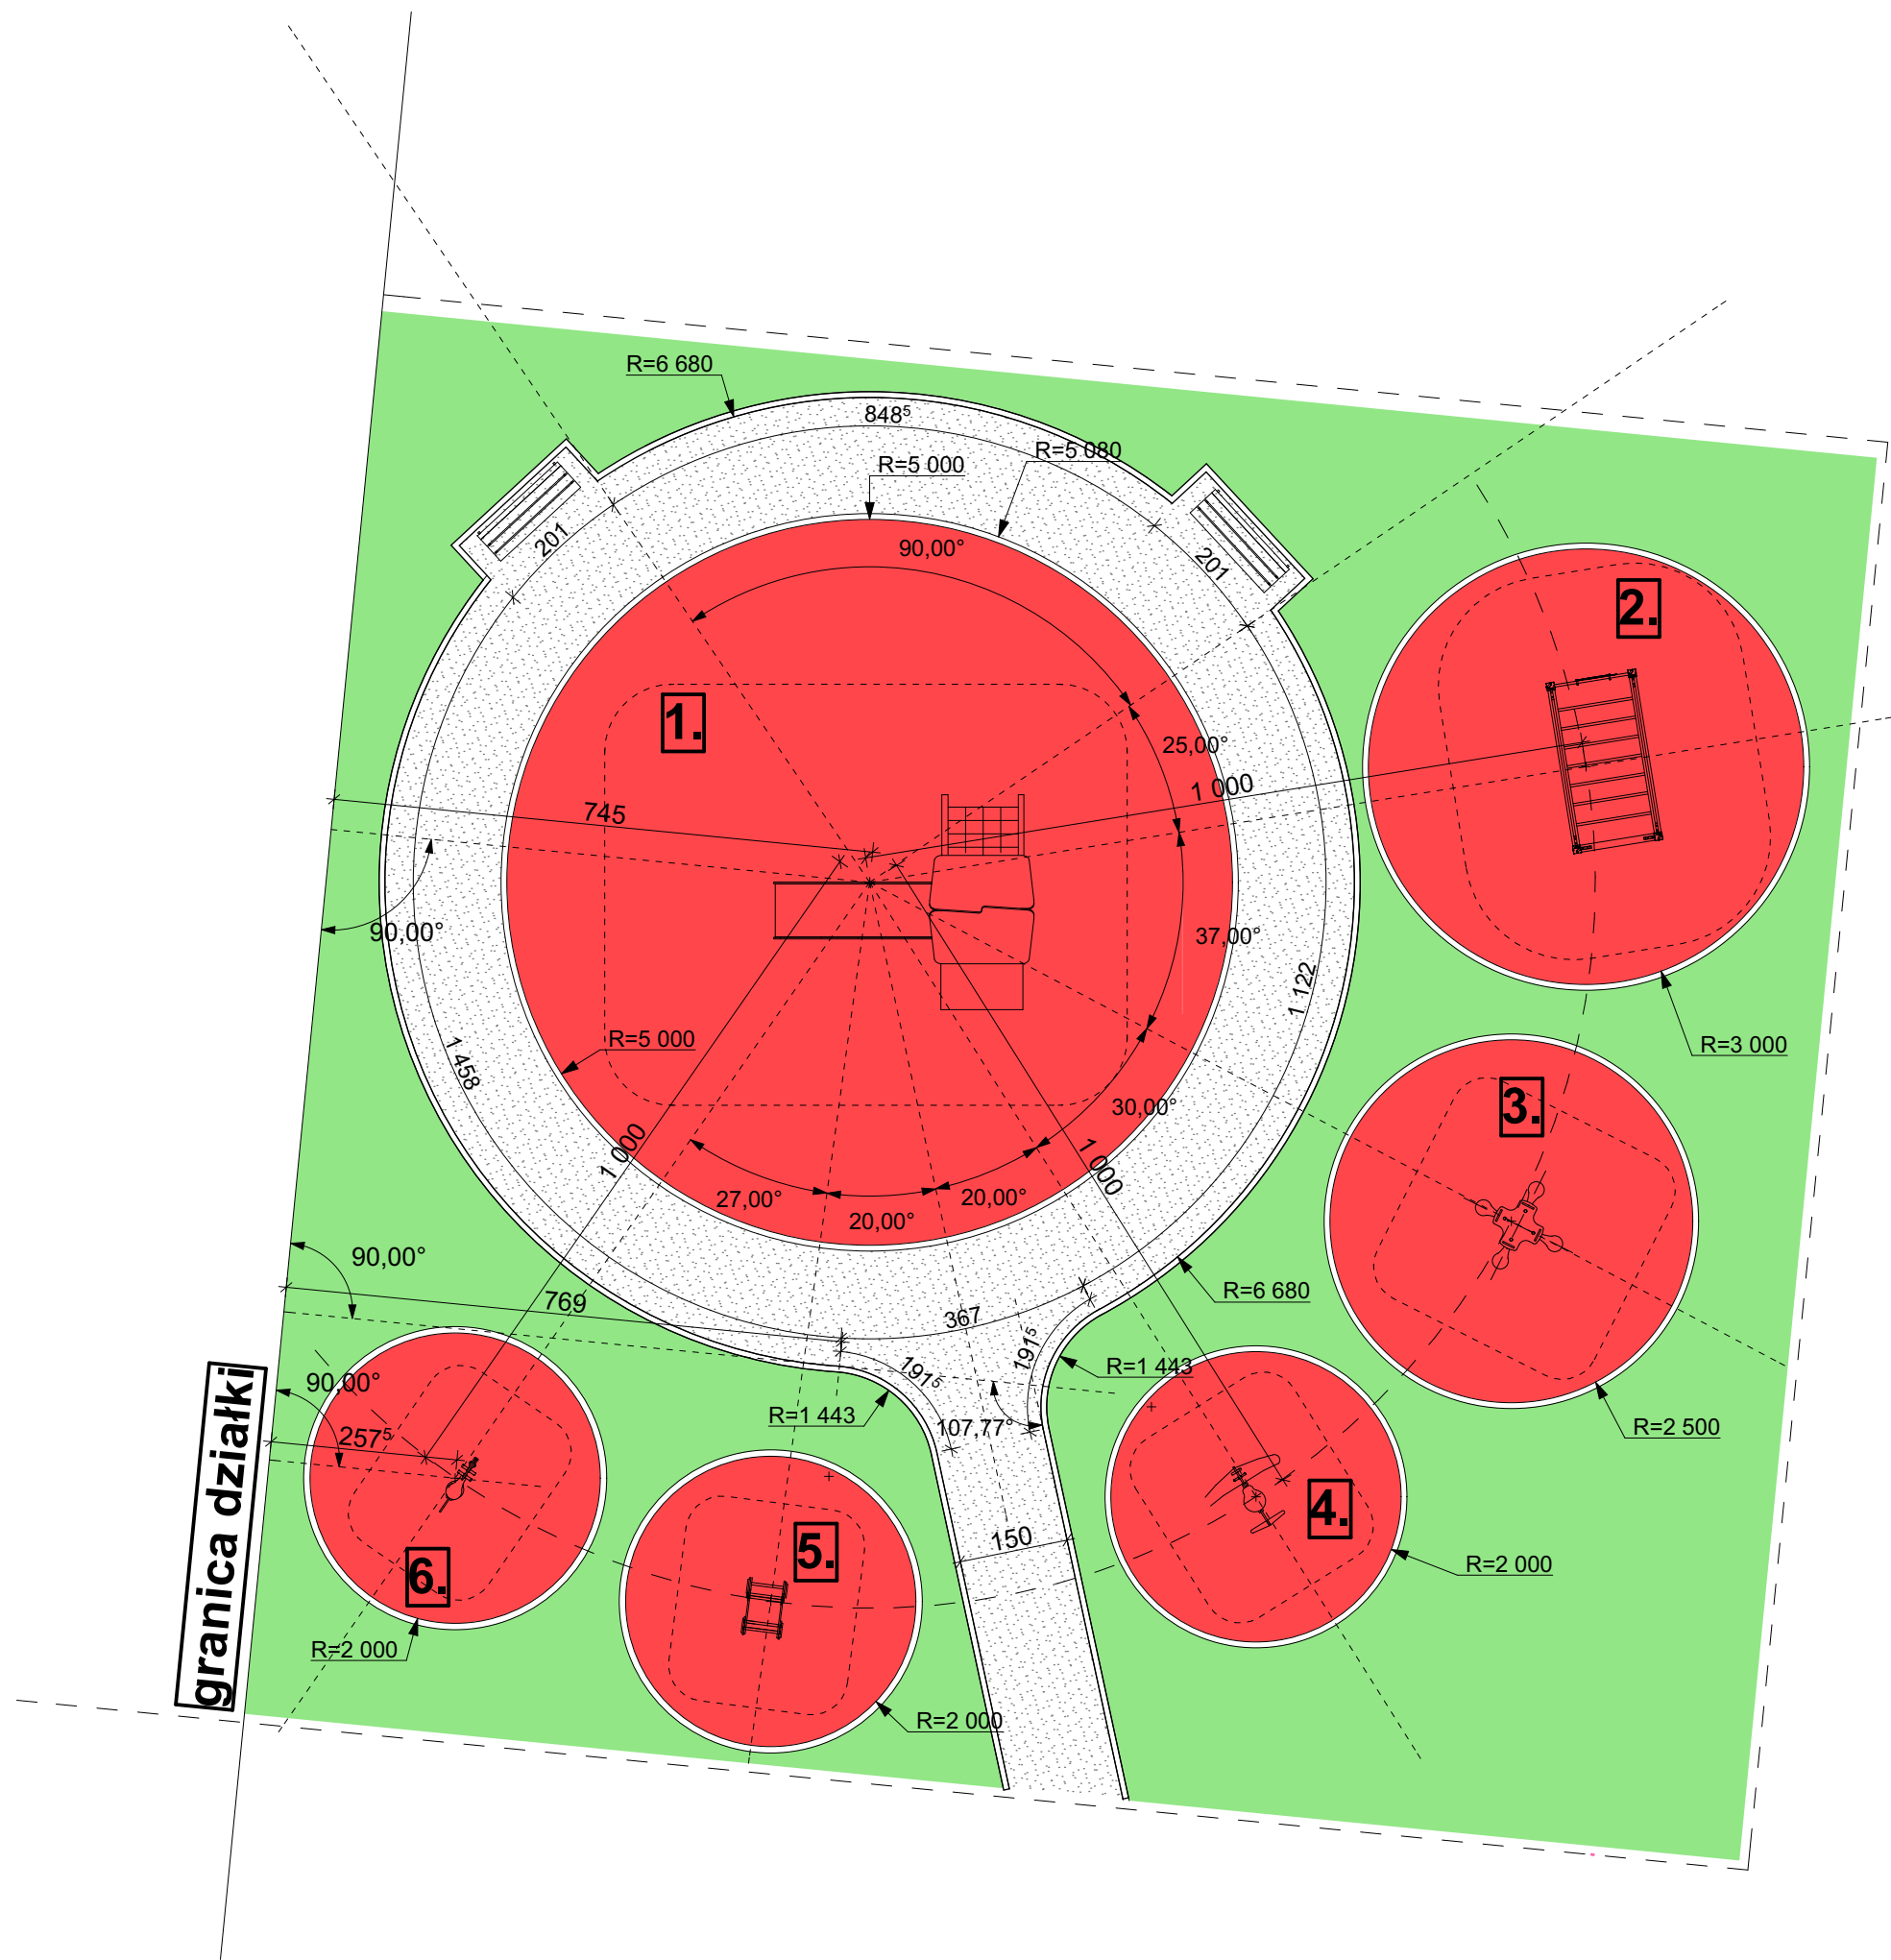 R=6 680
848⁵
R=5 080
R=5 000
201
90,00°
201
2.
1.
25,00°
1 000
745
90,00°
37,00°
1 122
R=5 000
R=3 000
1 458
3.
30,00°
1 000
1 000
27,00°
20,00°
20,00°
90,00°
R=6 680
769
367
191⁵
191⁵
R=1 443
90,00°
R=1 443
107,77°
R=2 500
257⁵
granica działki
4.
150
5.
R=2 000
6.
R=2 000
R=2 000